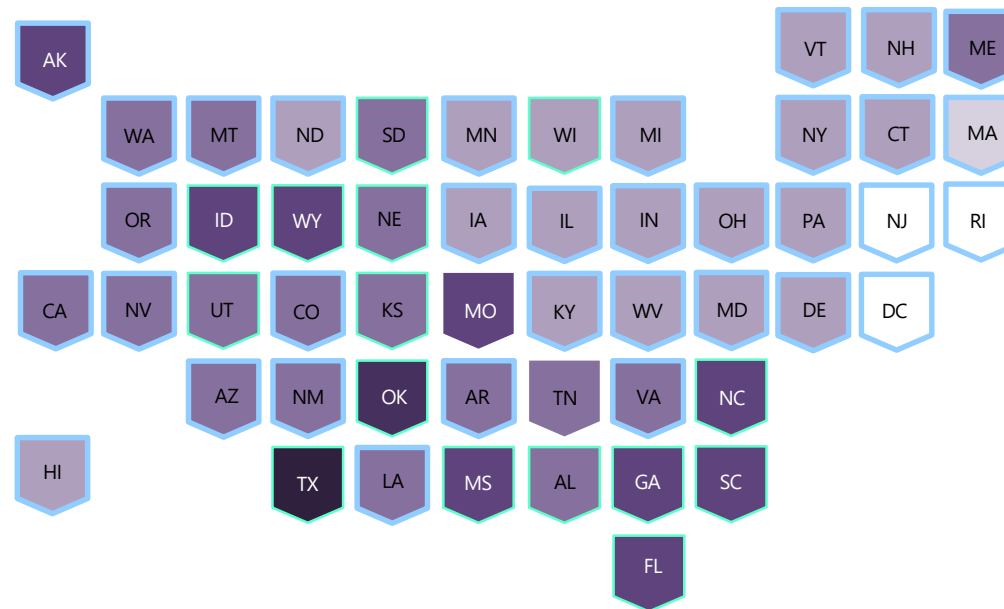 VT NH ME
AK
WA MT ND SD MN WI MI NY CT MA
OR ID WY NE IA IL IN OH PA NJ RI
CA NV UT CO KS MO KY WV MD DE DC
AZ NM OK AR TN VA NC
HI
TX LA MS AL GA SC
FL